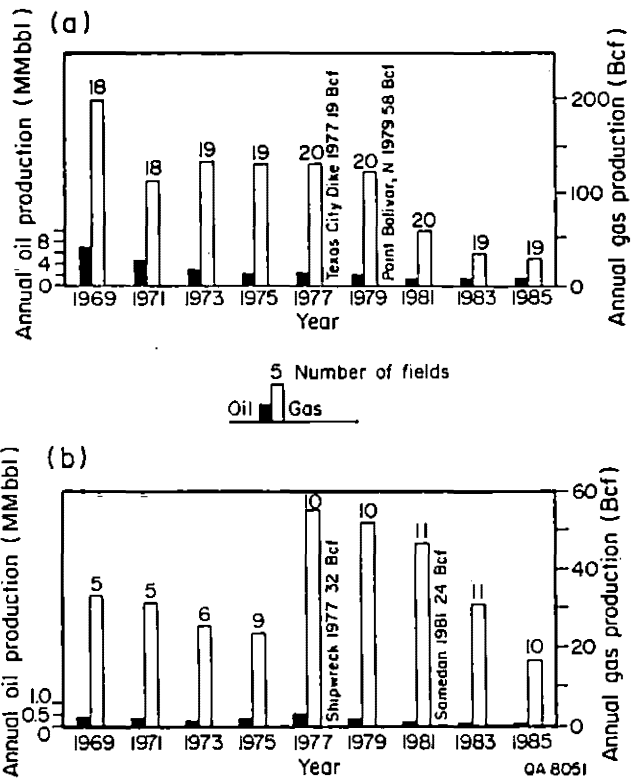 (a)
Annual oil production (MMbbl)
8
4
0
18
18
19
19
20
20
20
19
19
Texas City Dike 1977 19 Bcf
Point Bolivar, N 1979 58 Bcf
200
100
0
Annual gas production (Bcf)
1969 1971 1973 1975 1977 1979 1981 1983 1985
Year
5 Number of fields
Oil Gas
(b)
Annual oil production (MMbbl)
1.0
0.5
0
5
5
6
9
10
10
11
11
10
Shipwreck 1977 32 Bcf
Samedan 1981 24 Bcf
60
40
20
0
Annual gas production (Bcf)
1969 1971 1973 1975 1977 1979 1981 1983 1985
Year
QA 8051